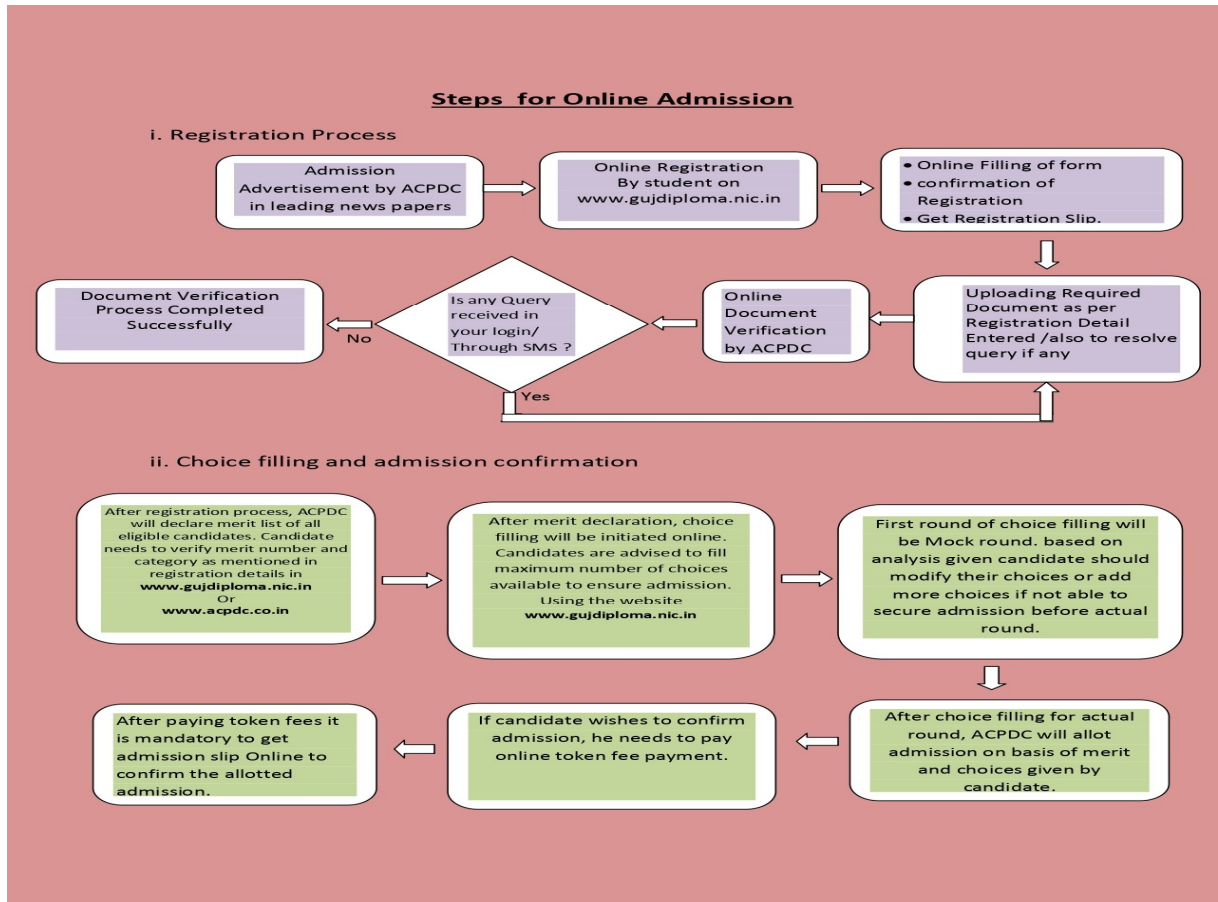 Steps for Online Admission
i. Registration Process
Admission
Advertisement by ACPDC
in leading news papers
Online Registration
By student on
www.gujdiploma.nic.in
• Online Filling of form
• confirmation of
Registration
• Get Registration Slip.
Uploading Required
Document as per
Registration Detail
Entered /also to resolve
query if any
Online
Document
Verification
by ACPDC
Is any Query
received in
your login/
Through SMS ?
No
Yes
Document Verification
Process Completed
Successfully
ii. Choice filling and admission confirmation
After registration process, ACPDC
will declare merit list of all
eligible candidates. Candidate
needs to verify merit number and
category as mentioned in
registration details in
www.gujdiploma.nic.in
Or
www.acpdc.co.in
After merit declaration, choice
filling will be initiated online.
Candidates are advised to fill
maximum number of choices
available to ensure admission.
Using the website
www.gujdiploma.nic.in
First round of choice filling will
be Mock round. based on
analysis given candidate should
modify their choices or add
more choices if not able to
secure admission before actual
round.
After choice filling for actual
round, ACPDC will allot
admission on basis of merit
and choices given by
candidate.
If candidate wishes to confirm
admission, he needs to pay
online token fee payment.
After paying token fees it
is mandatory to get
admission slip Online to
confirm the allotted
admission.